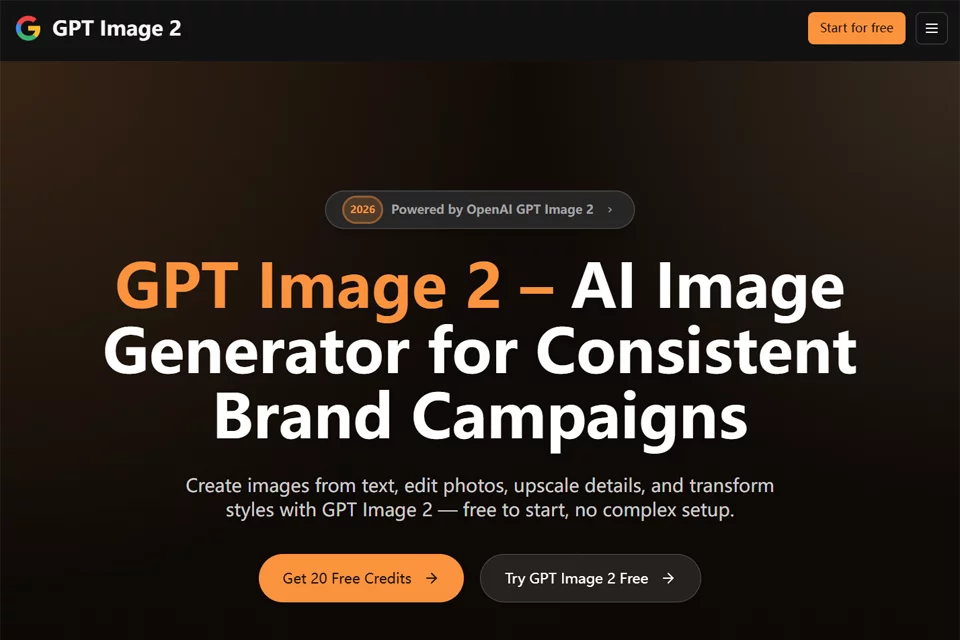 GPT Image 2
Start for free
2026 Powered by OpenAI GPT Image 2
GPT Image 2 – AI Image
Generator for Consistent
Brand Campaigns
Create images from text, edit photos, upscale details, and transform
styles with GPT Image 2 — free to start, no complex setup.
Get 20 Free Credits →
Try GPT Image 2 Free →